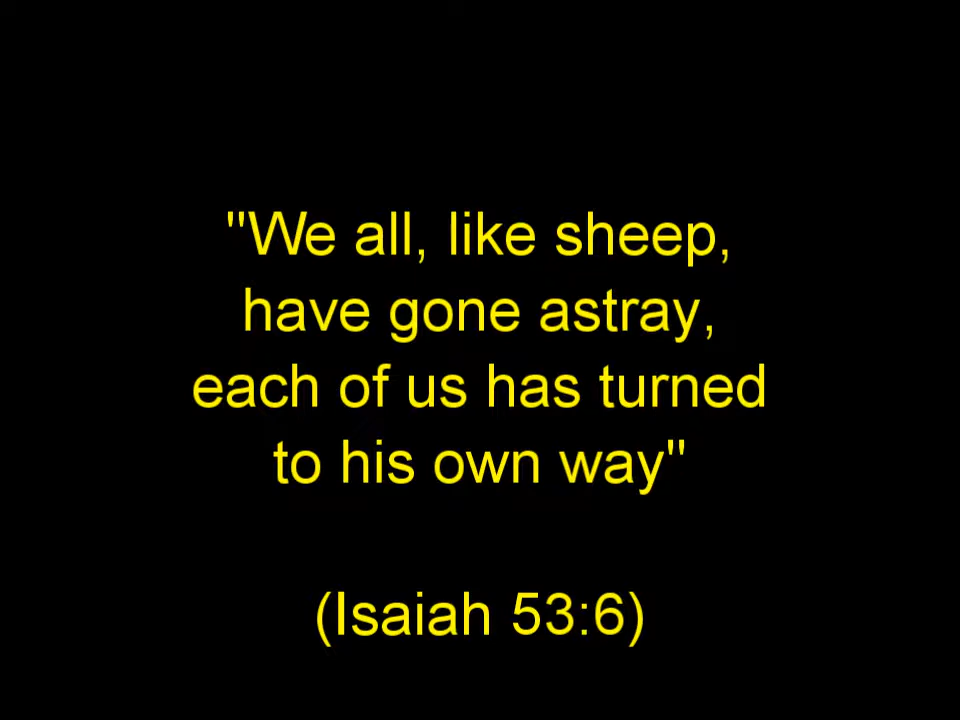 "We all, like sheep,
have gone astray,
each of us has turned
to his own way"
(Isaiah 53:6)